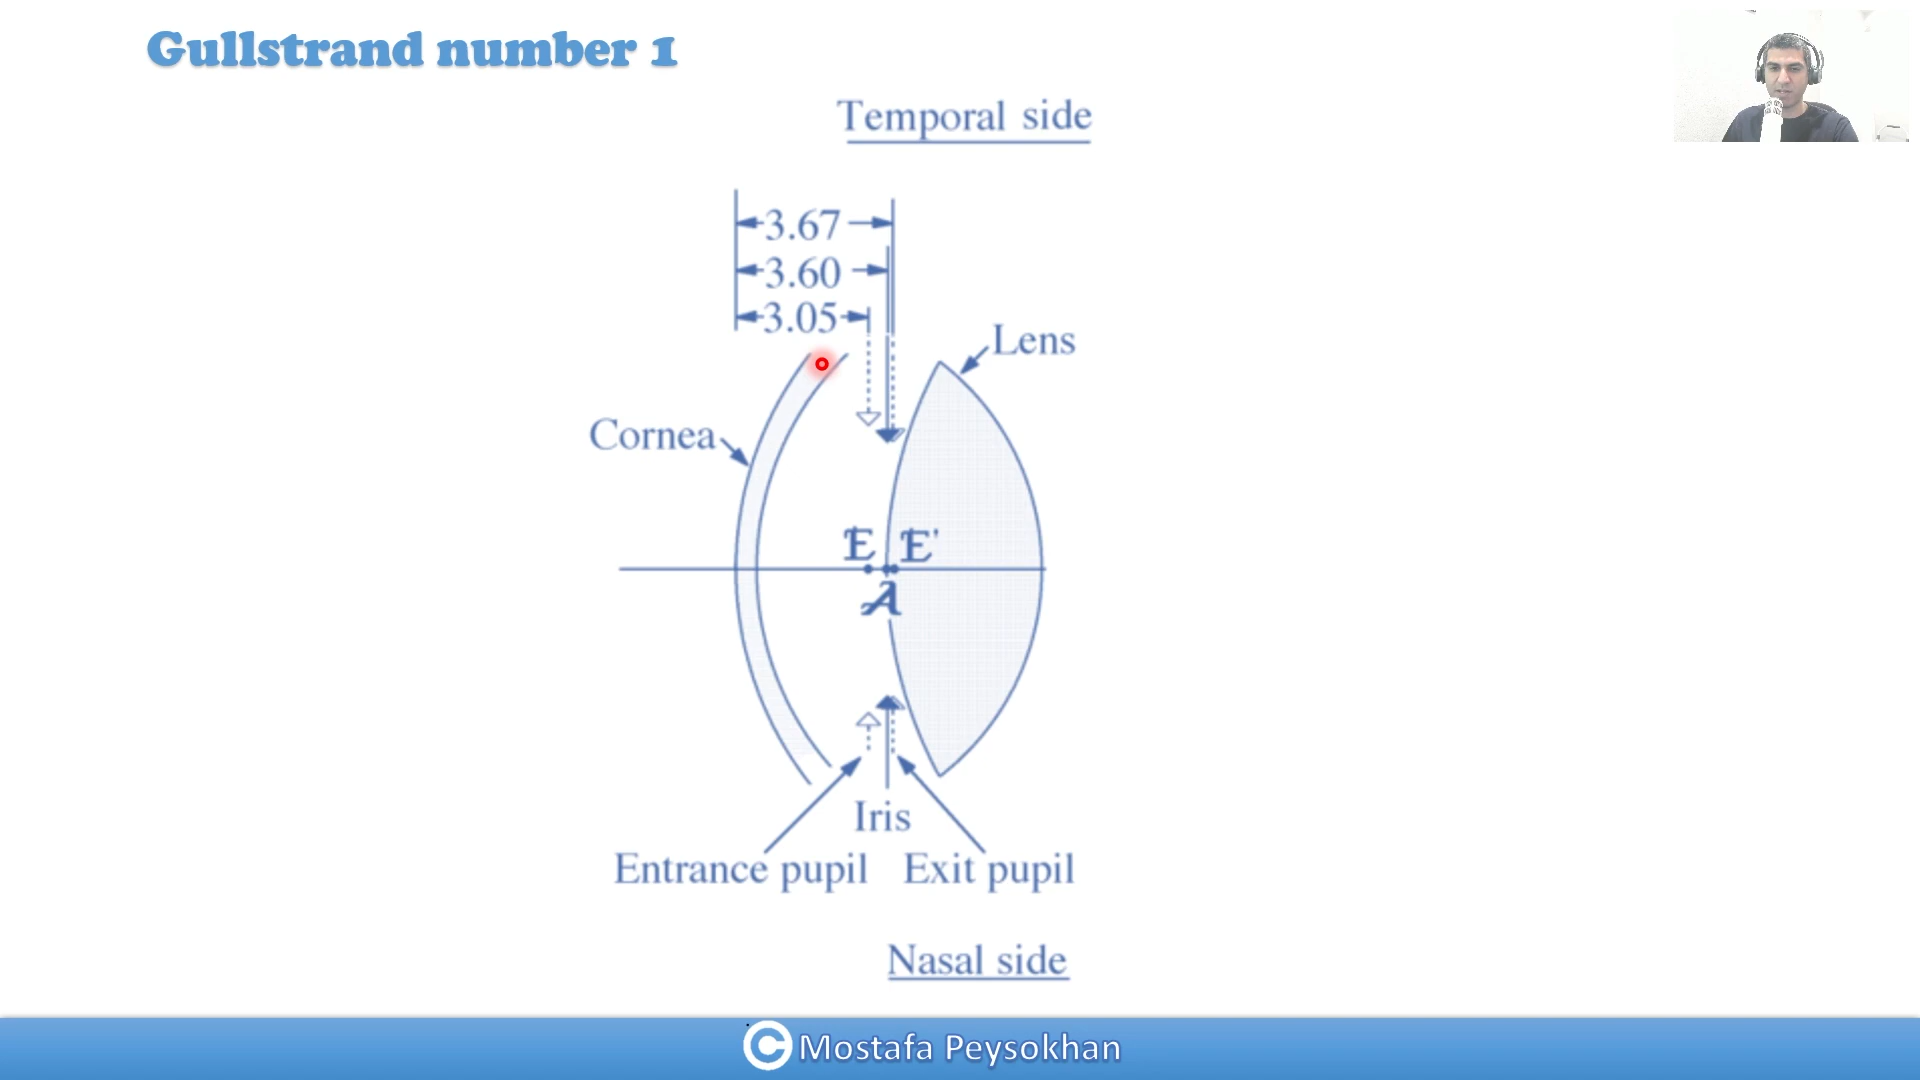 Gullstrand number 1
Temporal side
3.67
3.60
3.05
Lens
Cornea
E E'
A
Iris
Entrance pupil Exit pupil
Nasal side
© Mostafa Peysokhan